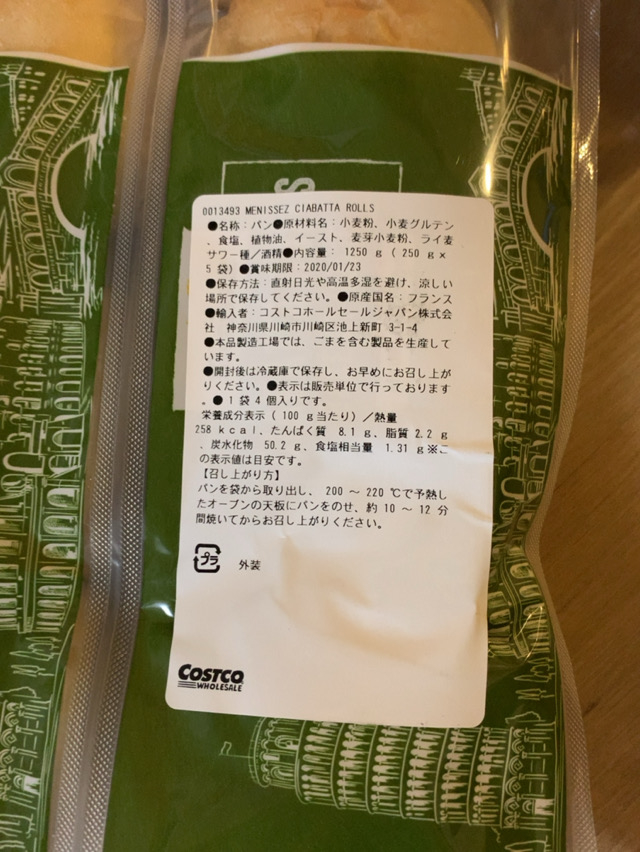 S
0013493 MENISSEZ CIABATTA ROLLS
●名称：パン●原材料名：小麦粉、小麦グルテン
、食塩、植物油、イースト、麦芽小麦粉、ライ麦
サワー種／酒精●内容量： 1250 g （ 250 g×
5 袋）●賞味期限：2020/01/23
●保存方法：直射日光や高温多湿を避け、涼しい
場所で保存してください。●原産国名：フランス
●輸入者：コストコホールセールジャパン株式会
社 神奈川県川崎市川崎区池上新町 3-1-4
●本品製造工場では、ごまを含む製品を生産して
います。
●開封後は冷蔵庫で保存し、お早めにお召し上が
りください。●表示は販売単位で行っております
。●１袋４個入りです。
栄養成分表示（ 100 g当たり）／熱量
258 kcal、たんぱく質 8.1 g、脂質 2.2 g
、炭水化物 50.2 g、食塩相当量 1.31 g※こ
の表示値は目安です。
【召し上がり方】
パンを袋から取り出し、 200 ～ 220 ℃で予熱し
たオーブンの天板にパンをのせ、約 10 ～ 12 分
間焼いてからお召し上がりください。
プラ 外装
COSTCO
WHOLESALE